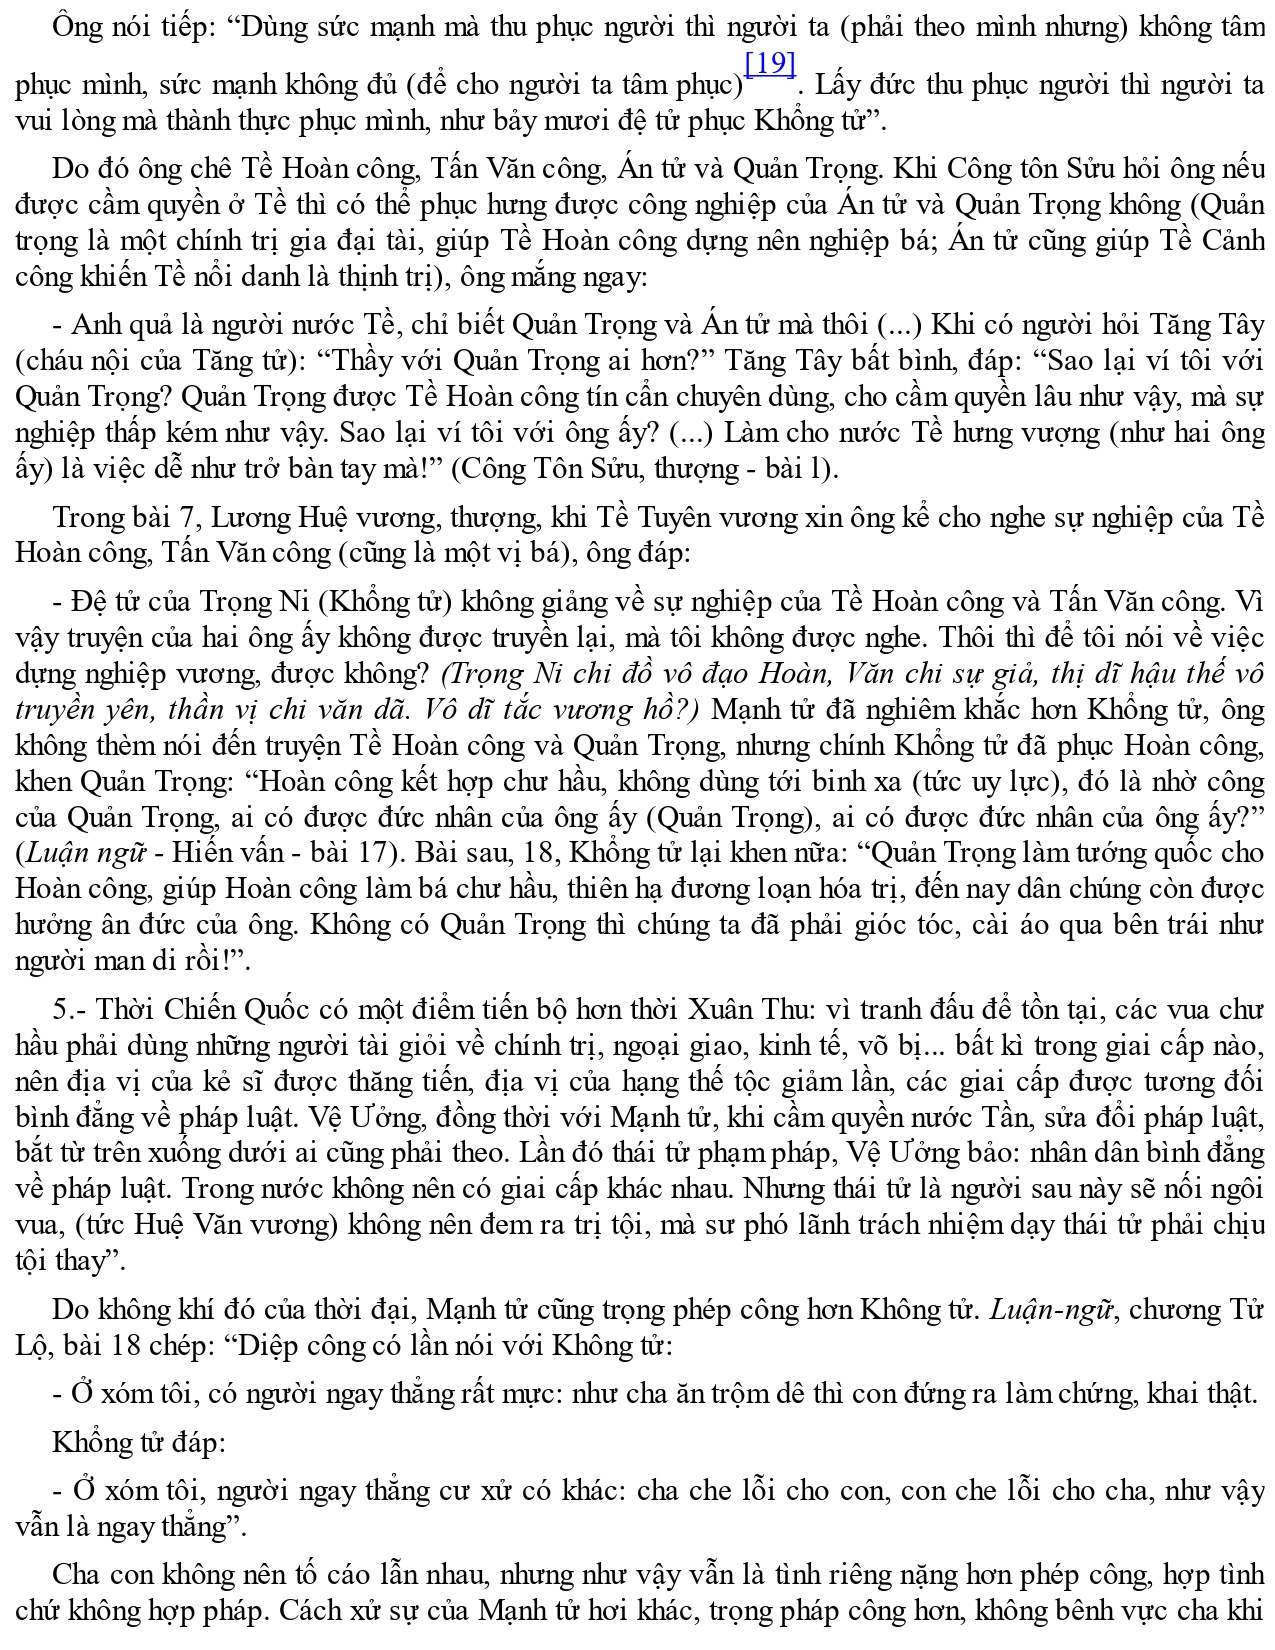 Ông nói tiếp: “Dùng sức mạnh mà thu phục người thì người ta (phải theo mình nhưng) không tâm
phục mình, sức mạnh không đủ (để cho người ta tâm phục)[19]. Lấy đức thu phục người thì người ta
vui lòng mà thành thực phục mình, như bảy mươi đệ tử phục Khổng tử”.
Do đó ông chê Tề Hoàn công, Tấn Văn công, Án tử và Quản Trọng. Khi Công tôn Sửu hỏi ông nếu
được cầm quyền ở Tề thì có thể phục hưng được công nghiệp của Án tử và Quản Trọng không (Quản
trọng là một chính trị gia đại tài, giúp Tề Hoàn công dựng nên nghiệp bá; Án tử cũng giúp Tề Cảnh
công khiến Tề nổi danh là thịnh trị), ông mắng ngay:
- Anh quả là người nước Tề, chỉ biết Quản Trọng và Án tử mà thôi (...) Khi có người hỏi Tăng Tây
(cháu nội của Tăng tử): “Thầy với Quản Trọng ai hơn?” Tăng Tây bất bình, đáp: “Sao lại ví tôi với
Quản Trọng? Quản Trọng được Tề Hoàn công tín cẩn chuyên dùng, cho cầm quyền lâu như vậy, mà sự
nghiệp thấp kém như vậy. Sao lại ví tôi với ông ấy? (...) Làm cho nước Tề hưng vượng (như hai ông
ấy) là việc dễ như trở bàn tay mà!” (Công Tôn Sửu, thượng - bài l).
Trong bài 7, Lương Huệ vương, thượng, khi Tề Tuyên vương xin ông kể cho nghe sự nghiệp của Tề
Hoàn công, Tấn Văn công (cũng là một vị bá), ông đáp:
- Đệ tử của Trọng Ni (Khổng tử) không giảng về sự nghiệp của Tề Hoàn công và Tấn Văn công. Vì
vậy truyện của hai ông ấy không được truyền lại, mà tôi không được nghe. Thôi thì để tôi nói về việc
dựng nghiệp vương, được không? (Trọng Ni chi đồ vô đạo Hoàn, Văn chi sự giả, thị dĩ hậu thế vô
truyền yên, thần vị chi văn dã. Vô dĩ tắc vương hồ?) Mạnh tử đã nghiêm khắc hơn Khổng tử, ông
không thèm nói đến truyện Tề Hoàn công và Quản Trọng, nhưng chính Khổng tử đã phục Hoàn công,
khen Quản Trọng: “Hoàn công kết hợp chư hầu, không dùng tới binh xa (tức uy lực), đó là nhờ công
của Quản Trọng, ai có được đức nhân của ông ấy (Quản Trọng), ai có được đức nhân của ông ấy?”
(Luận ngữ - Hiến vấn - bài 17). Bài sau, 18, Khổng tử lại khen nữa: “Quản Trọng làm tướng quốc cho
Hoàn công, giúp Hoàn công làm bá chư hầu, thiên hạ đương loạn hóa trị, đến nay dân chúng còn được
hưởng ân đức của ông. Không có Quản Trọng thì chúng ta đã phải gióc tóc, cài áo qua bên trái như
người man di rồi!”.
5.- Thời Chiến Quốc có một điểm tiến bộ hơn thời Xuân Thu: vì tranh đấu để tồn tại, các vua chư
hầu phải dùng những người tài giỏi về chính trị, ngoại giao, kinh tế, võ bị... bất kì trong giai cấp nào,
nên địa vị của kẻ sĩ được thăng tiến, địa vị của hạng thế tộc giảm lần, các giai cấp được tương đối
bình đẳng về pháp luật. Vệ Ưởng, đồng thời với Mạnh tử, khi cầm quyền nước Tần, sửa đổi pháp luật,
bắt từ trên xuống dưới ai cũng phải theo. Lần đó thái tử phạm pháp, Vệ Ưởng bảo: nhân dân bình đẳng
về pháp luật. Trong nước không nên có giai cấp khác nhau. Nhưng thái tử là người sau này sẽ nối ngôi
vua, (tức Huệ Văn vương) không nên đem ra trị tội, mà sư phó lãnh trách nhiệm dạy thái tử phải chịu
tội thay”.
Do không khí đó của thời đại, Mạnh tử cũng trọng phép công hơn Không tử. Luận-ngữ, chương Tử
Lộ, bài 18 chép: “Diệp công có lần nói với Không tử:
- Ở xóm tôi, có người ngay thẳng rất mực: như cha ăn trộm dê thì con đứng ra làm chứng, khai thật.
Khổng tử đáp:
- Ở xóm tôi, người ngay thẳng cư xử có khác: cha che lỗi cho con, con che lỗi cho cha, như vậy
vẫn là ngay thẳng”.
Cha con không nên tố cáo lẫn nhau, nhưng như vậy vẫn là tình riêng nặng hơn phép công, hợp tình
chứ không hợp pháp. Cách xử sự của Mạnh tử hơi khác, trọng pháp công hơn, không bênh vực cha khi